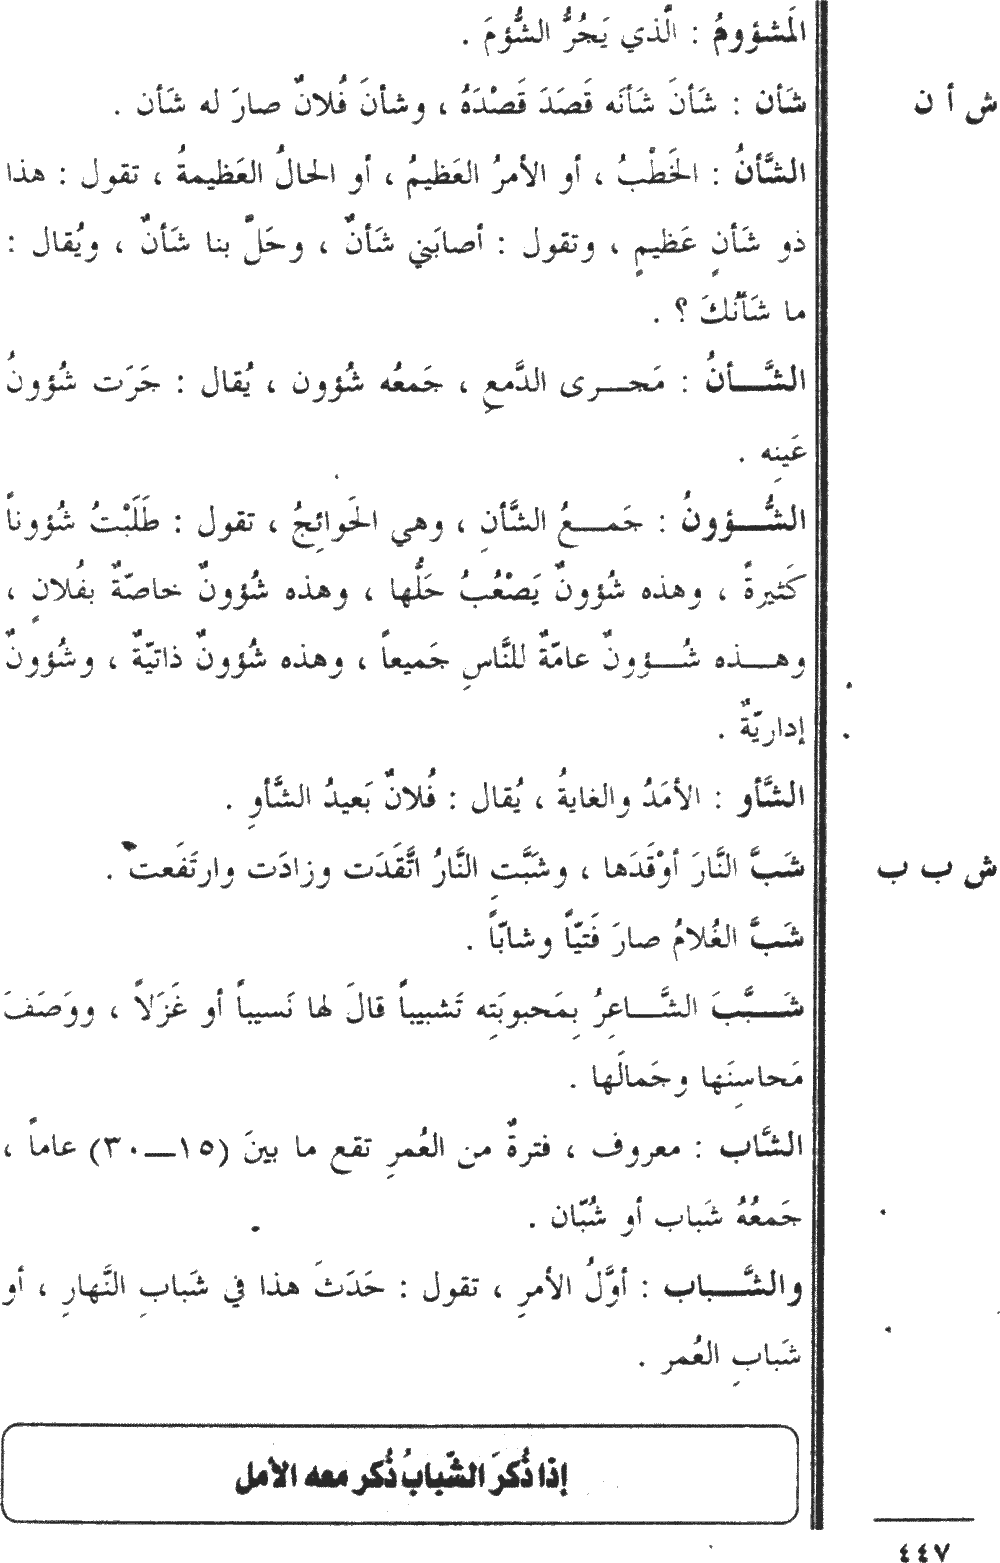 المَشؤومُ : الَّذي يَجُرُّ الشُّؤمَ .
ش أ ن
شَأن : شَأنَ شَأنَه قَصَدَ قَصْدَهُ ، وشأنَ فُلانٌ صارَ له شَأن .
الشَّأنُ : الخَطْبُ ، أو الأمرُ العَظيمُ ، أو الحالُ العَظيمةُ ، تقول : هذا
ذو شَأنٍ عَظيمٍ ، وتقول : أصابَني شَأنٌ ، وحَلَّ بنا شَأنٌ ، ويُقال :
ما شَأنُكَ ؟ .
الشَّأنُ : مَجرى الدَّمعِ ، جَمعُه شُؤون ، يُقال : جَرَت شُؤونُ
عَينِه .
الشُّؤونُ : جَمعُ الشَّأنِ ، وهي الحَوائِجُ ، تقول : طَلَبْتُ شُؤوناً
كَثيرةً ، وهذه شُؤونٌ يَصْعُبُ حَلُّها ، وهذه شُؤونٌ خاصّةٌ بفُلانٍ ،
وهذه شُؤونٌ عامّةٌ للنَّاسِ جَميعاً ، وهذه شُؤونٌ ذاتيّةٌ ، وشُؤونٌ
إداريّةٌ .
الشَّأو : الأمَدُ والغايةُ ، يُقال : فُلانٌ بَعيدُ الشَّأوِ .
ش ب ب
شَبَّ النَّارَ أوْقَدَها ، وشَبَّتِ النَّارُ اتَّقَدَت وزادَت وارتَفَعت .
شَبَّ الغُلامُ صارَ فَتيّاً وشابّاً .
شَبَّبَ الشَّاعِرُ بِمَحبوبَتِه تَشبيباً قالَ لها نَسيباً أو غَزَلاً ، ووَصَفَ
مَحاسِنَها وجَمالَها .
الشَّاب : معروف ، فترةٌ من العُمرِ تقع ما بينَ (١٥—٣٠) عاماً ،
جَمعُهُ شَباب أو شُبّان .
والشَّباب : أوَّلُ الأمرِ ، تقول : حَدَثَ هذا في شَبابِ النَّهارِ ، أو
شَبابِ العُمر .
إذا ذُكرَ الشّبابُ ذُكر معه الأمل
٤٤٧